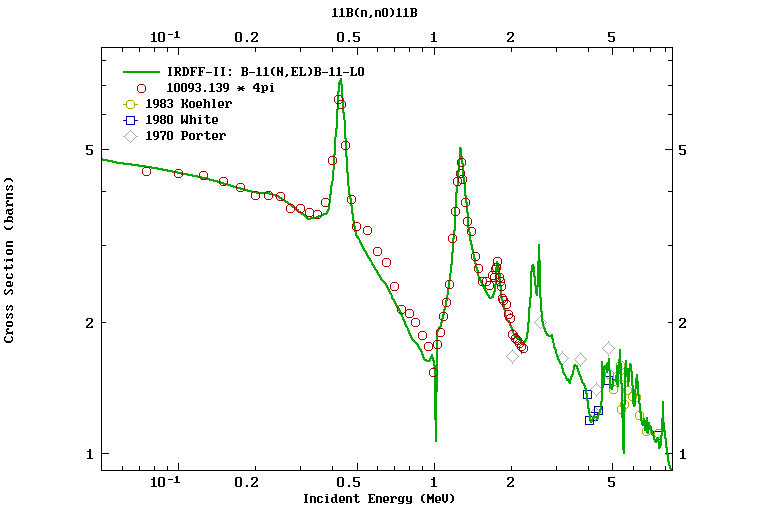 11B(n,n0)11B
10⁻¹ 0.2 0.5 1 2 5
IRDFF-II: B-11(N,EL)B-11-L0
10093.139 * 4pi
1983 Koehler
1980 White
1970 Porter
5 5
2 2
1 1
Cross Section (barns)
10⁻¹ 0.2 0.5 1 2 5
Incident Energy (MeV)